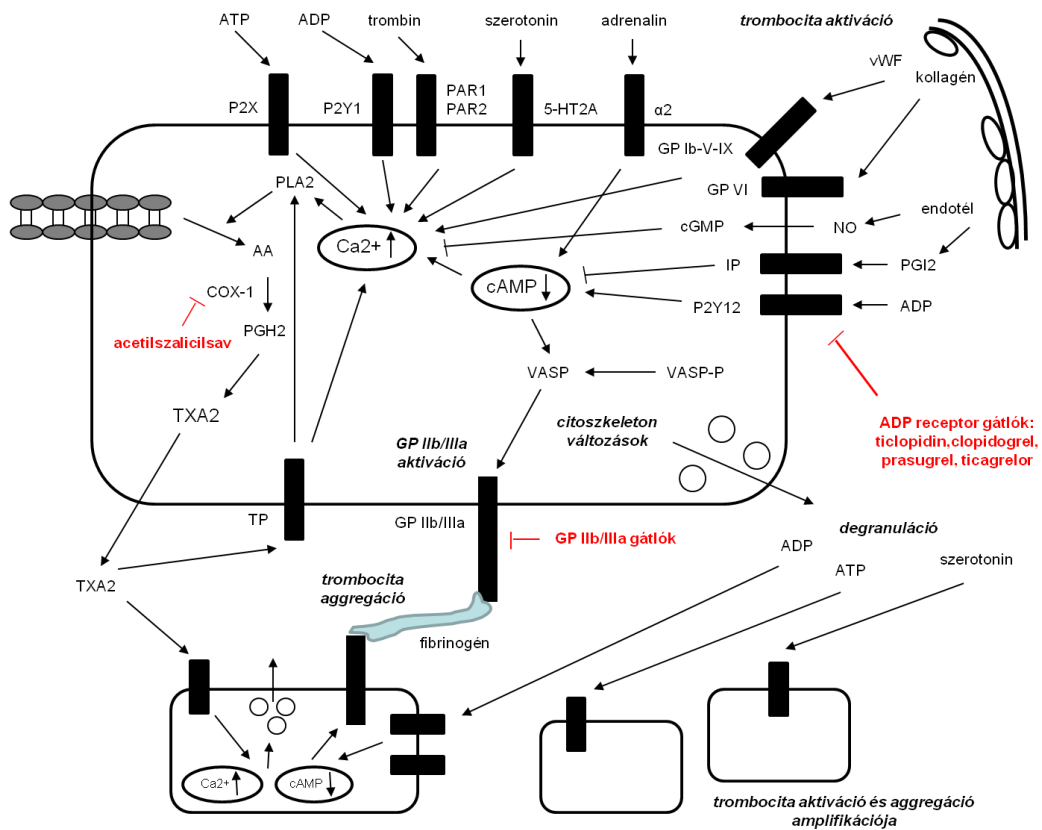 ATP
ADP
trombin
szerotonin
adrenalin
trombocita aktiváció
vWF
kollagén
P2X
P2Y1
PAR1
PAR2
5-HT2A
α2
GP Ib-V-IX
GP VI
PLA2
Ca2+
cGMP
NO
endotél
AA
IP
PGI2
cAMP
COX-1
P2Y12
ADP
acetilszalicilsav
PGH2
VASP
VASP-P
TXA2
citoszkeleton
változások
ADP receptor gátlók:
ticlopidin,clopidogrel,
prasugrel, ticagrelor
GP IIb/IIIa
aktiváció
TP
GP IIb/IIIa
GP IIb/IIIa gátlók
degranuláció
ADP
ATP
szerotonin
TXA2
trombocita
aggregáció
fibrinogén
Ca2+
cAMP
trombocita aktiváció és aggregáció
amplifikációja